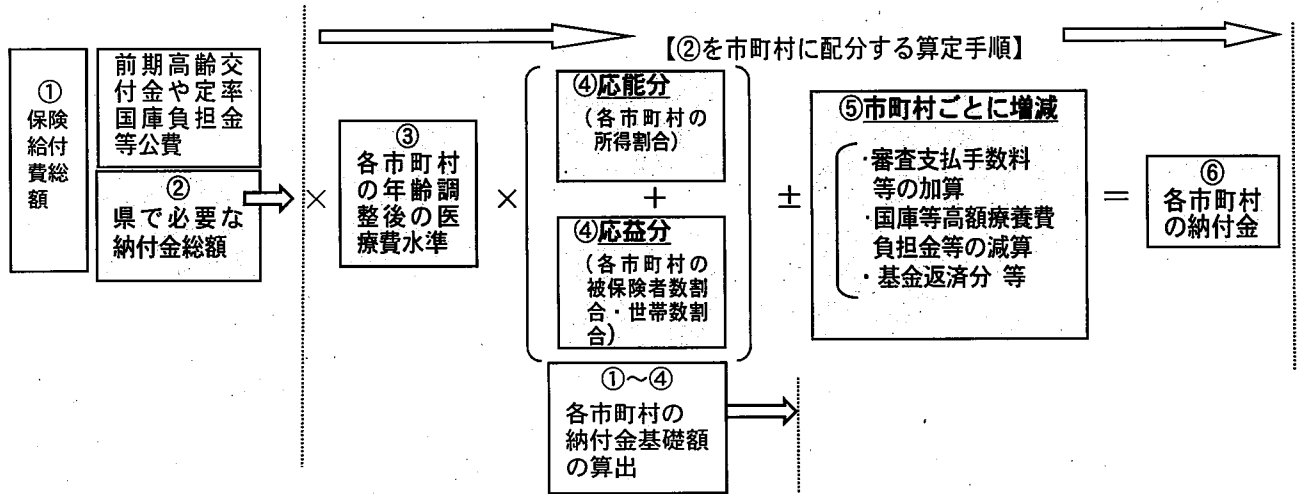 ①
保険
給付
費総
額
前期高齢交
付金や定率
国庫負担金
等公費
②
県で必要な
納付金総額
【②を市町村に配分する算定手順】
×
③
各市町村
の年齢調
整後の医
療費水準
×
④応能分
(各市町村の
所得割合)
+
④応益分
(各市町村の
被保険者数割
合・世帯数割
合)
±
⑤市町村ごとに増減
・審査支払手数料
等の加算
・国庫等高額療養費
負担金等の減算
・基金返済分 等
=
⑥
各市町村
の納付金
①～④
各市町村の
納付金基礎額
の算出